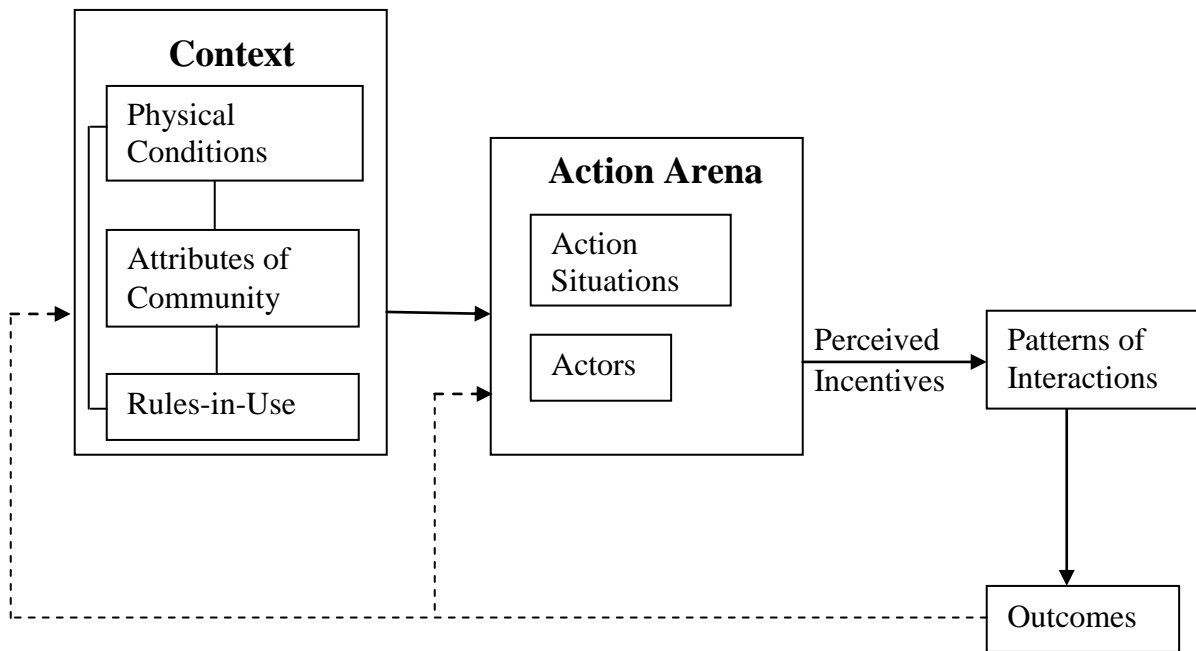 Context
Physical
Conditions
Attributes of
Community
Rules-in-Use
Action Arena
Action
Situations
Actors
Perceived
Incentives
Patterns of
Interactions
Outcomes